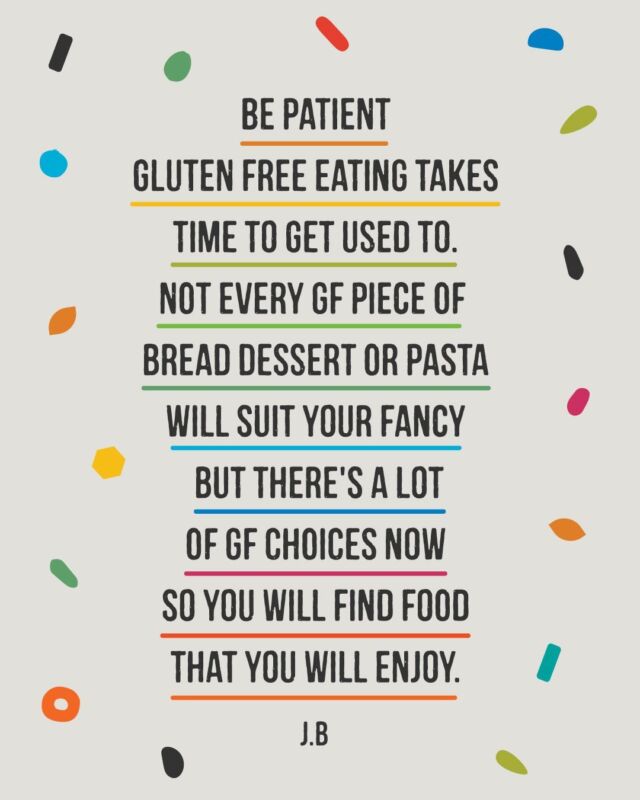 BE PATIENT
GLUTEN FREE EATING TAKES
TIME TO GET USED TO.
NOT EVERY GF PIECE OF
BREAD DESSERT OR PASTA
WILL SUIT YOUR FANCY
BUT THERE'S A LOT
OF GF CHOICES NOW
SO YOU WILL FIND FOOD
THAT YOU WILL ENJOY.
J.B